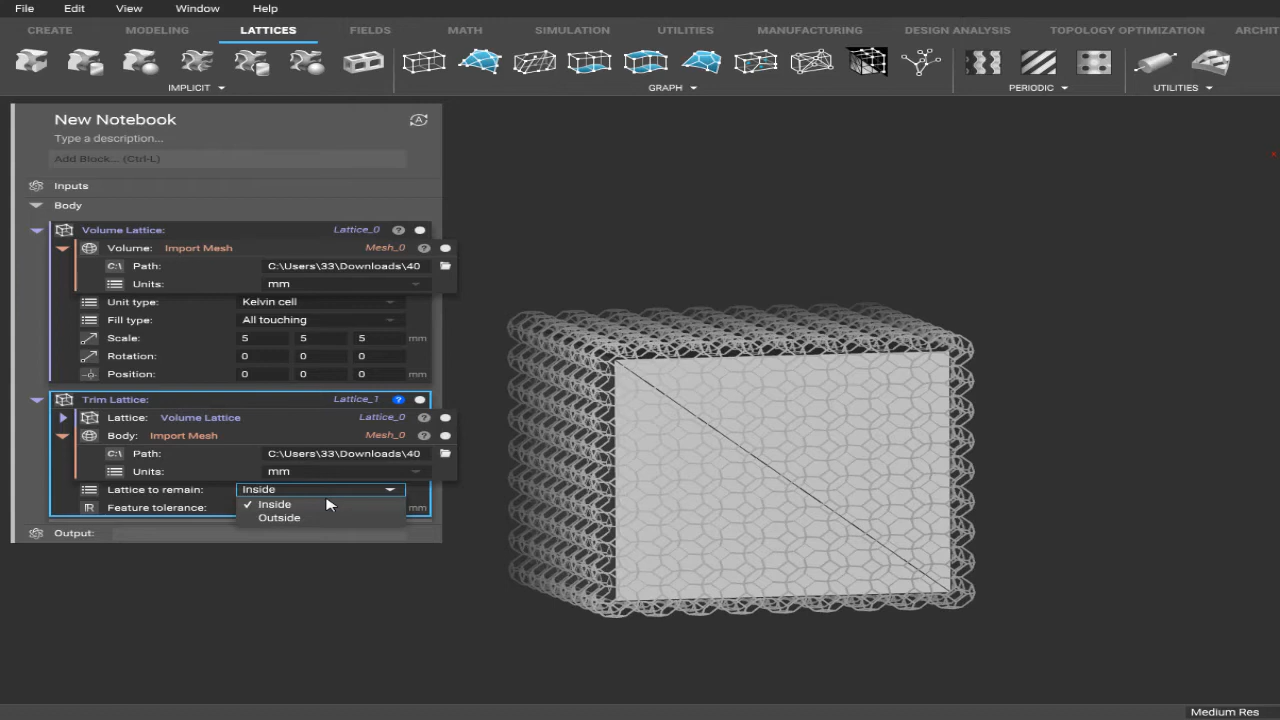 File Edit View Window Help
CREATE MODELING LATTICES FIELDS MATH SIMULATION UTILITIES MANUFACTURING DESIGN ANALYSIS TOPOLOGY OPTIMIZATION ARCHIT
IMPLICIT GRAPH PERIODIC UTILITIES
New Notebook
Type a description...
Add Block... (Ctrl-L)
Inputs
Body
Volume Lattice: Lattice_0 ?
Volume: Import Mesh Mesh_0 ?
C:\ Path: C:\Users\33\Downloads\40
Units: mm
Unit type: Kelvin cell
Fill type: All touching
Scale: 5 5 5 mm
Rotation: 0 0 0
Position: 0 0 0
Trim Lattice: Lattice_1 ?
Lattice: Volume Lattice Lattice_0 ?
Body: Import Mesh Mesh_0 ?
C:\ Path: C:\Users\33\Downloads\40
Units: mm
Lattice to remain: Inside
✓ Inside
Feature tolerance: mm
Outside
Output:
Medium Res